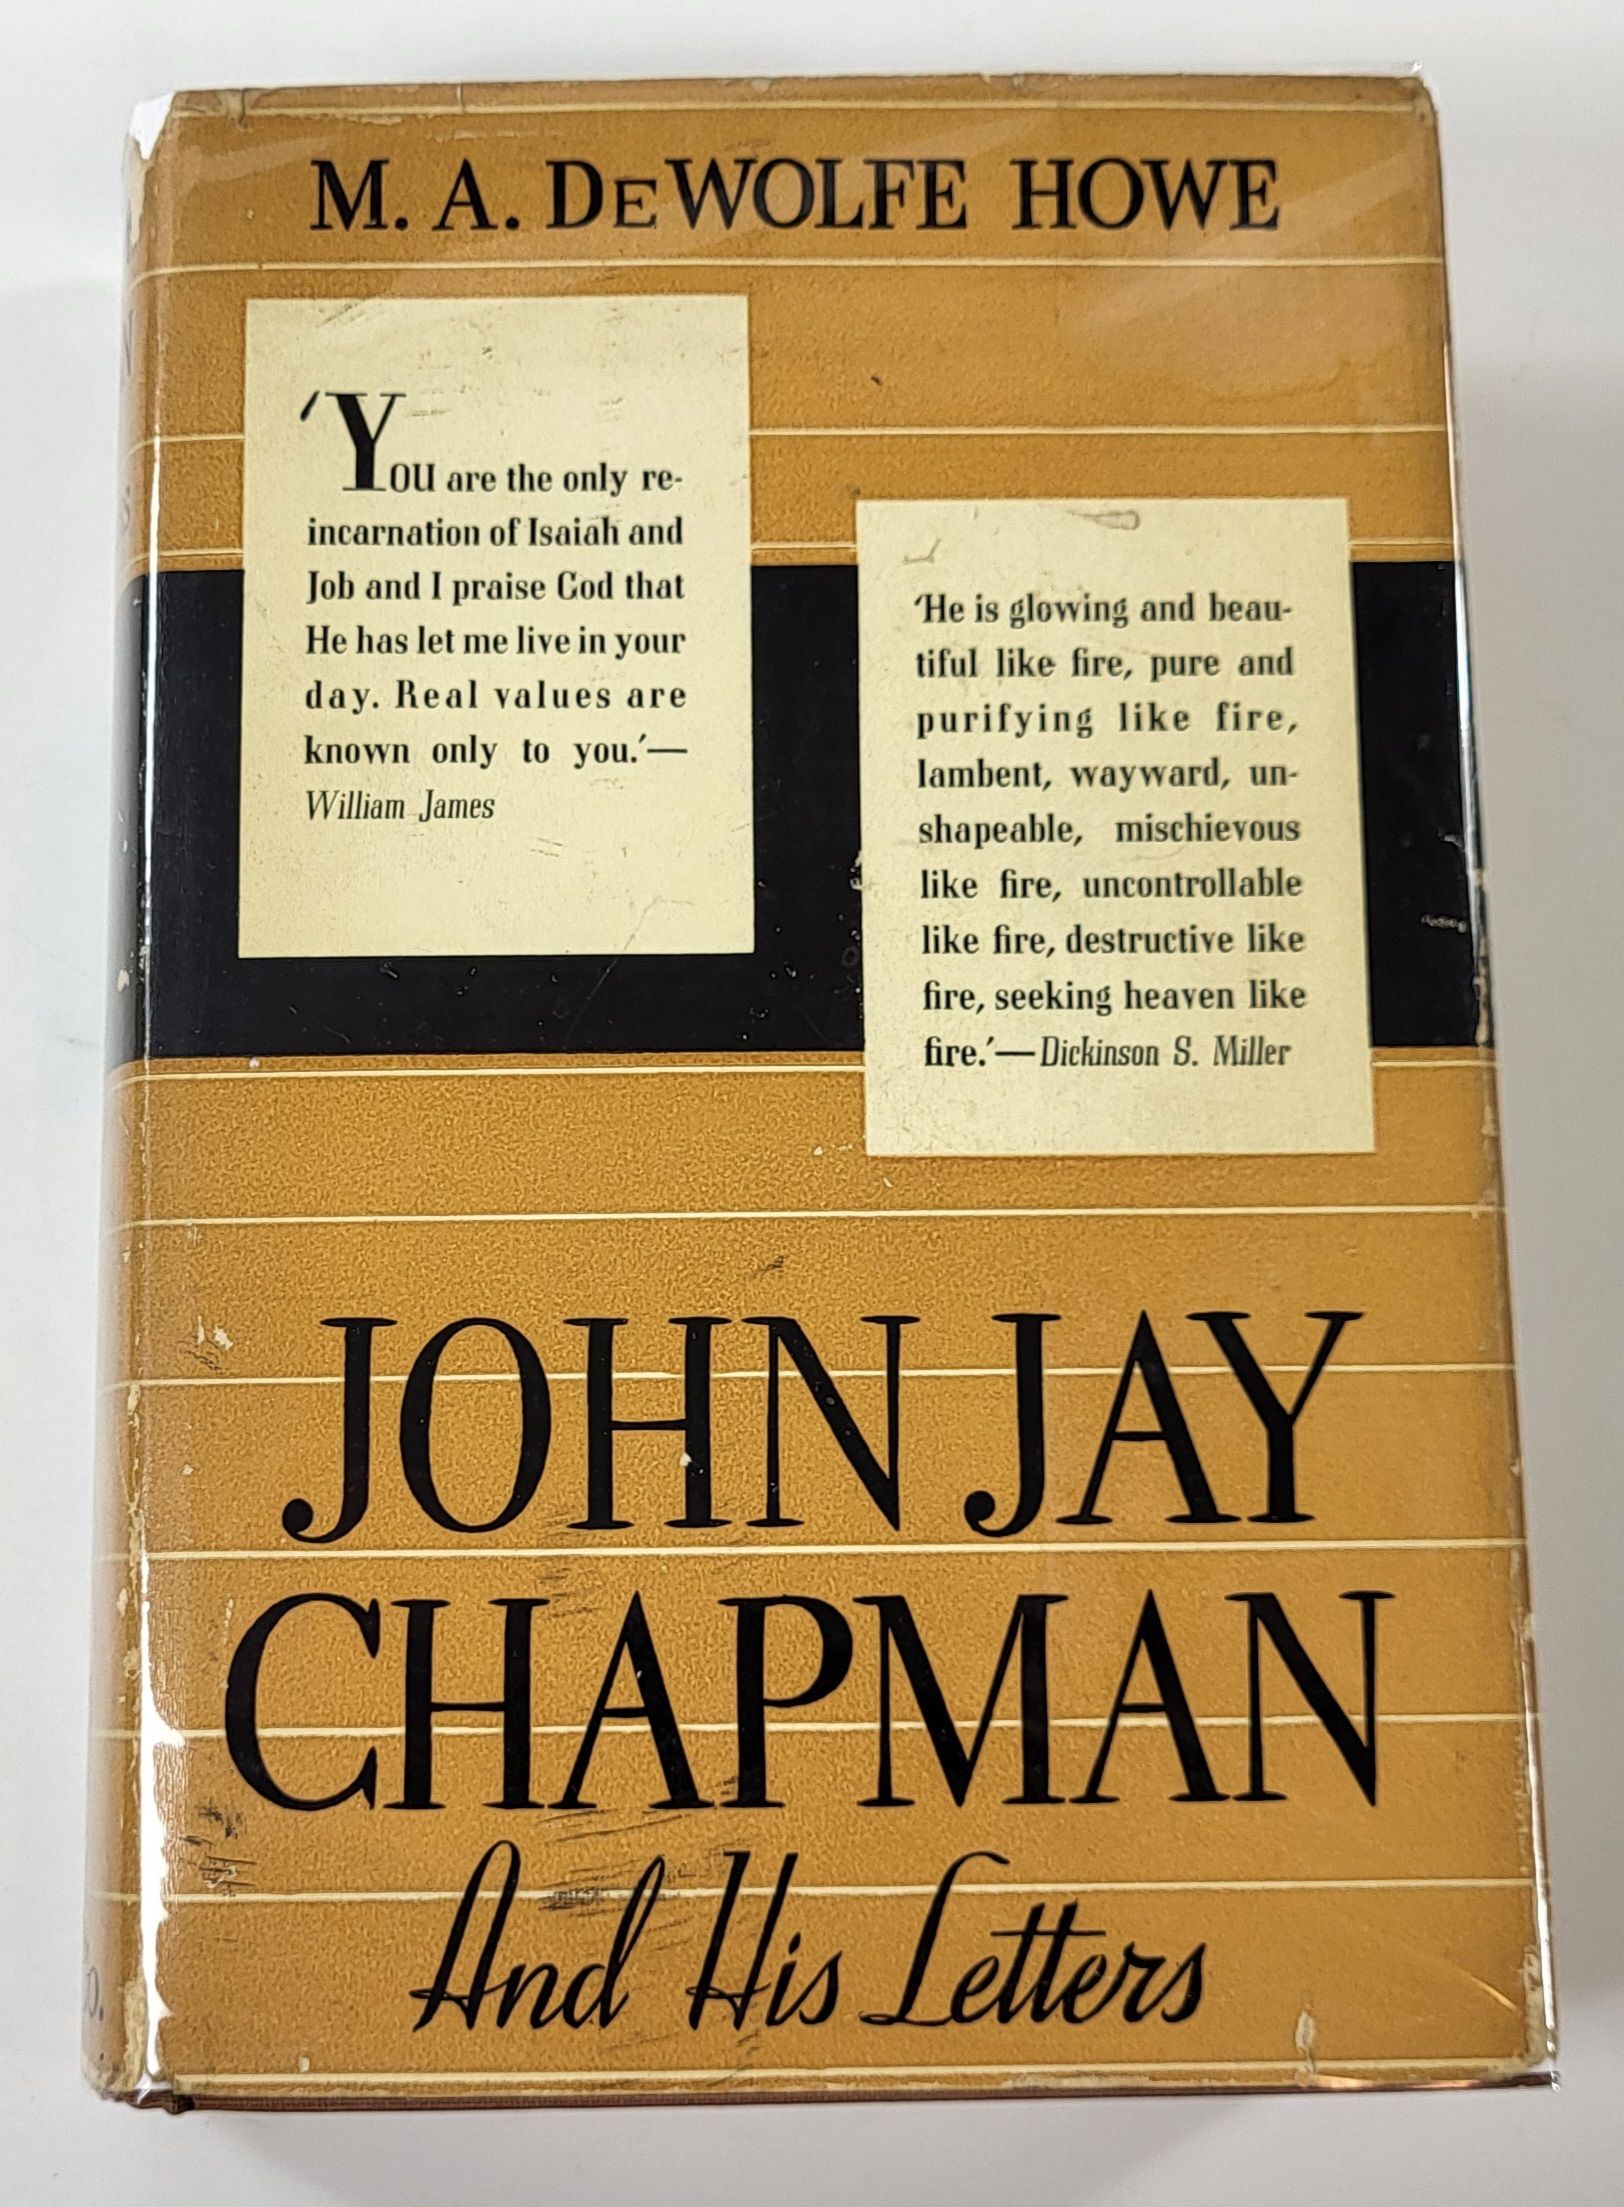 M. A. DeWOLFE HOWE
'YOU are the only re-
incarnation of Isaiah and
Job and I praise God that
He has let me live in your
day. Real values are
known only to you.'—
William James
'He is glowing and beau-
tiful like fire, pure and
purifying like fire,
lambent, wayward, un-
shapeable, mischievous
like fire, uncontrollable
like fire, destructive like
fire, seeking heaven like
fire.'—Dickinson S. Miller
JOHN JAY
CHAPMAN
And His Letters